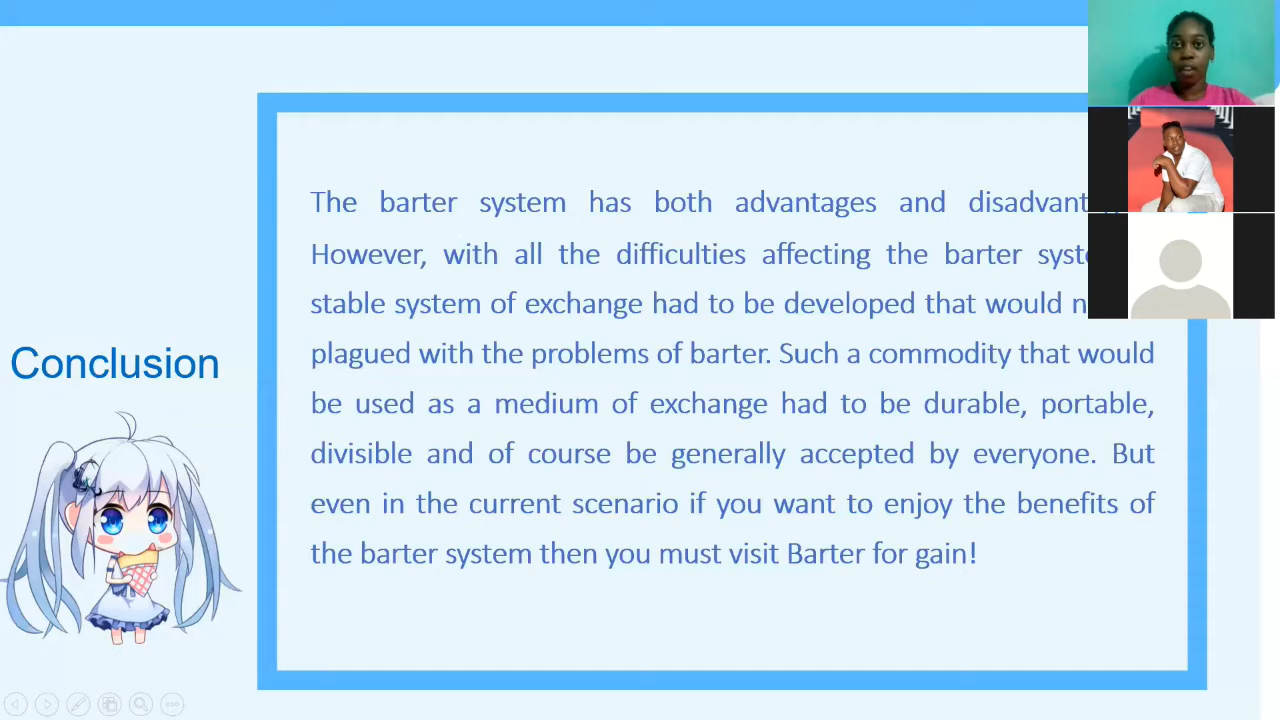 The barter system has both advantages and
However, with all the difficulties affecting the barter
stable system of exchange had to be developed that would
plagued with the problems of barter. Such a commodity that would
Conclusion
be used as a medium of exchange had to be durable, portable,
divisible and of course be generally accepted by everyone. But
even in the current scenario if you want to enjoy the benefits of
the barter system then you must visit Barter for gain!